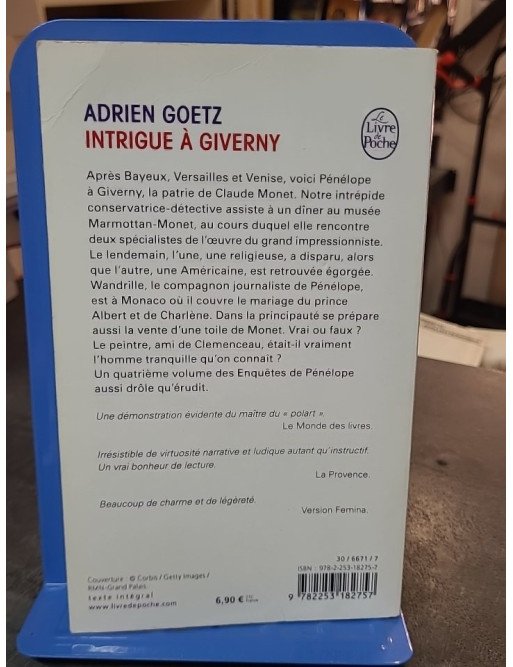 ADRIEN GOETZ
INTRIGUE À GIVERNY
Le
Livre
de
Poche
Après Bayeux, Versailles et Venise, voici Pénélope
à Giverny, la patrie de Claude Monet. Notre intrépide
conservatrice-détective assiste à un dîner au musée
Marmottan-Monet, au cours duquel elle rencontre
deux spécialistes de l'œuvre du grand impressionniste.
Le lendemain, l'une, une religieuse, a disparu, alors
que l'autre, une Américaine, est retrouvée égorgée.
Wandrille, le compagnon journaliste de Pénélope,
est à Monaco où il couvre le mariage du prince
Albert et de Charlène. Dans la principauté se prépare
aussi la vente d'une toile de Monet. Vrai ou faux ?
Le peintre, ami de Clemenceau, était-il vraiment
l'homme tranquille qu'on connaît ?
Un quatrième volume des Enquêtes de Pénélope
aussi drôle qu'érudit.
Une démonstration évidente du maître du « polart ».
Le Monde des livres.
Irrésistible de virtuosité narrative et ludique autant qu'instructif.
Un vrai bonheur de lecture.
La Provence.
Beaucoup de charme et de légèreté.
Version Femina.
30 / 6671 / 7
ISBN : 978-2-253-18275-7
Couverture : © Corbis / Getty Images /
RMN-Grand Palais.
texte intégral
www.livredepoche.com
6,90 €
9 782253 182757